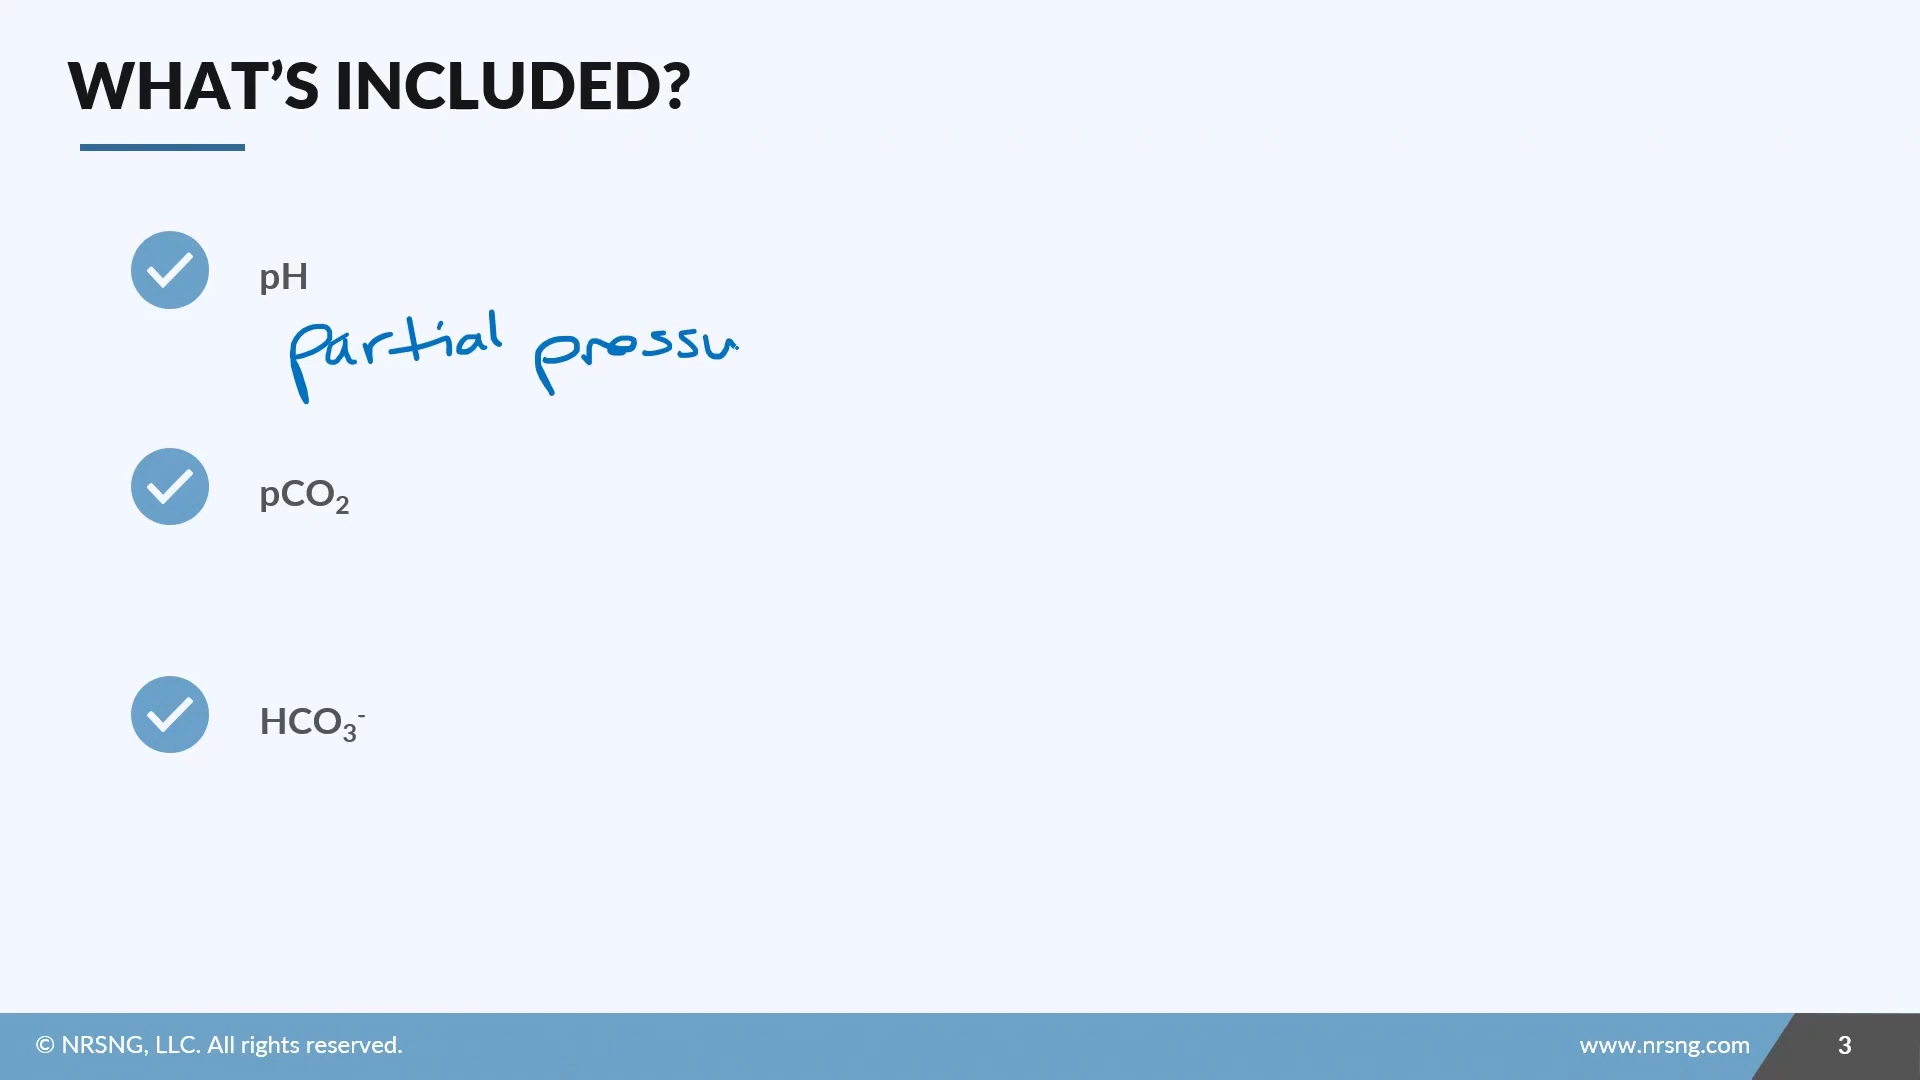 WHAT'S INCLUDED?
pH
partial pressu
pCO₂
HCO₃⁻
© NRSNG, LLC. All rights reserved.
www.nrsng.com
3